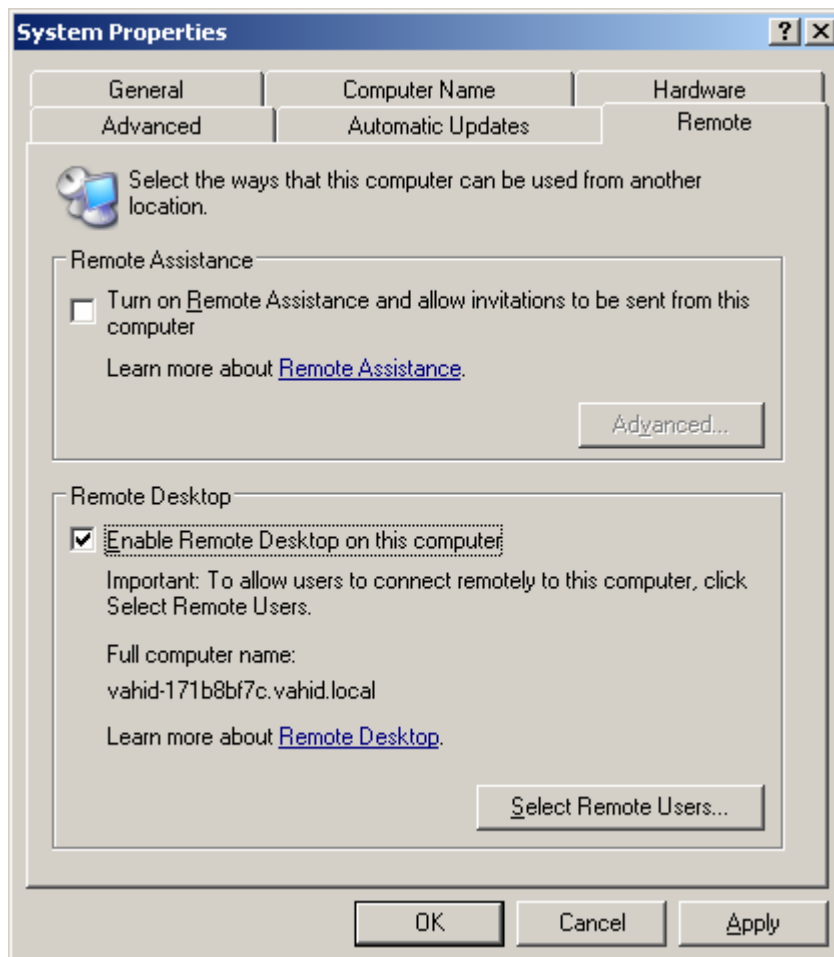 System Properties
General Computer Name Hardware
Advanced Automatic Updates Remote
Select the ways that this computer can be used from another
location.
Remote Assistance
Turn on Remote Assistance and allow invitations to be sent from this
computer
Learn more about Remote Assistance.
Advanced...
Remote Desktop
Enable Remote Desktop on this computer
Important: To allow users to connect remotely to this computer, click
Select Remote Users.
Full computer name:
vahid-171b8bf7c.vahid.local
Learn more about Remote Desktop.
Select Remote Users...
OK Cancel Apply